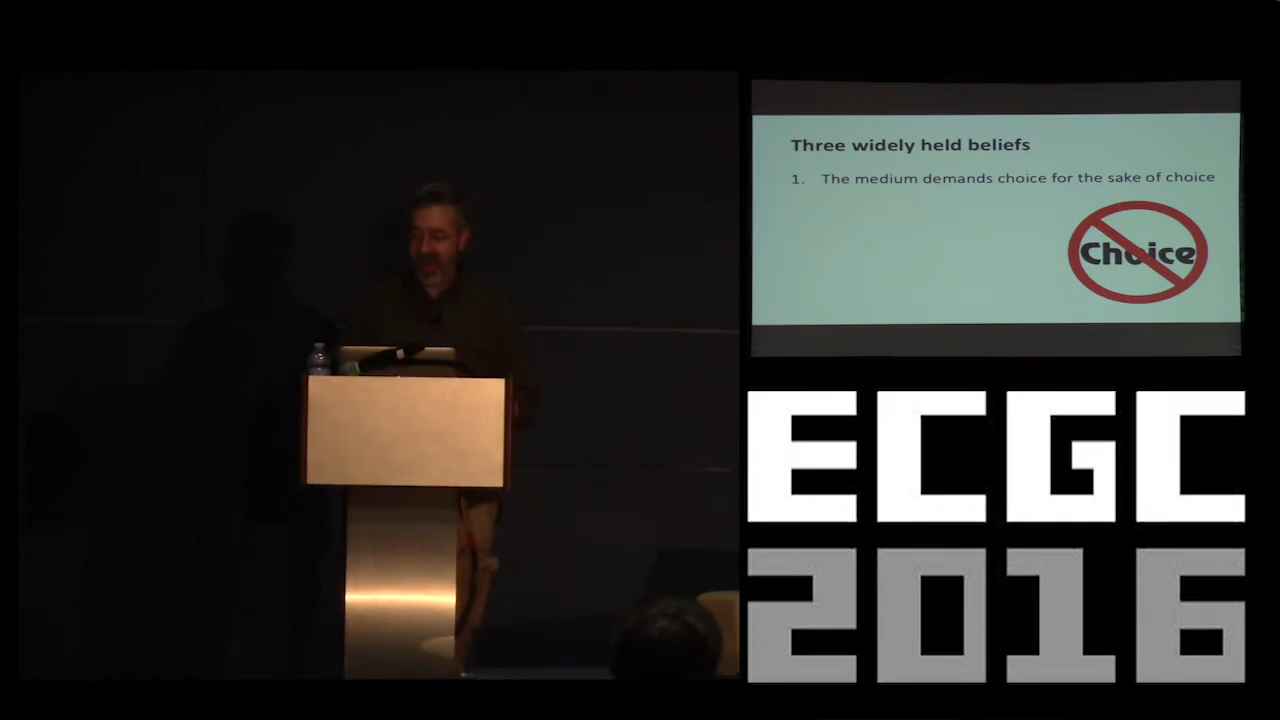 Three widely held beliefs
1. The medium demands choice for the sake of choice
Choice
ECGC
2016